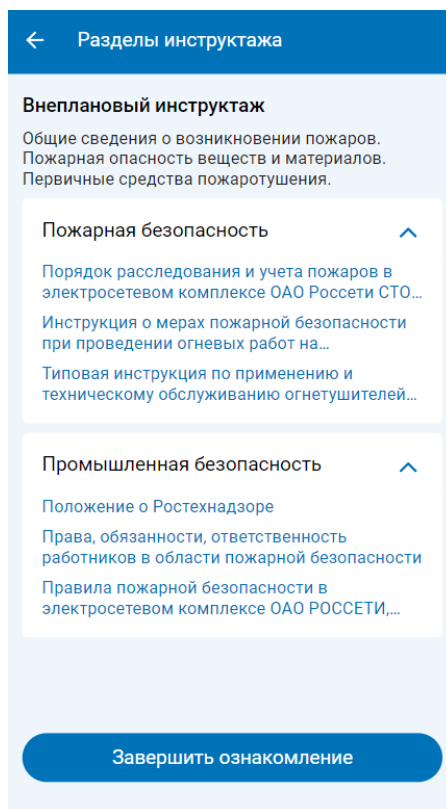 Разделы инструктажа
Внеплановый инструктаж
Общие сведения о возникновении пожаров.
Пожарная опасность веществ и материалов.
Первичные средства пожаротушения.
Пожарная безопасность
Порядок расследования и учета пожаров в
электросетевом комплексе ОАО Россети СТО...
Инструкция о мерах пожарной безопасности
при проведении огневых работ на...
Типовая инструкция по применению и
техническому обслуживанию огнетушителей...
Промышленная безопасность
Положение о Ростехнадзоре
Права, обязанности, ответственность
работников в области пожарной безопасности
Правила пожарной безопасности в
электросетевом комплексе ОАО РОССЕТИ,...
Завершить ознакомление